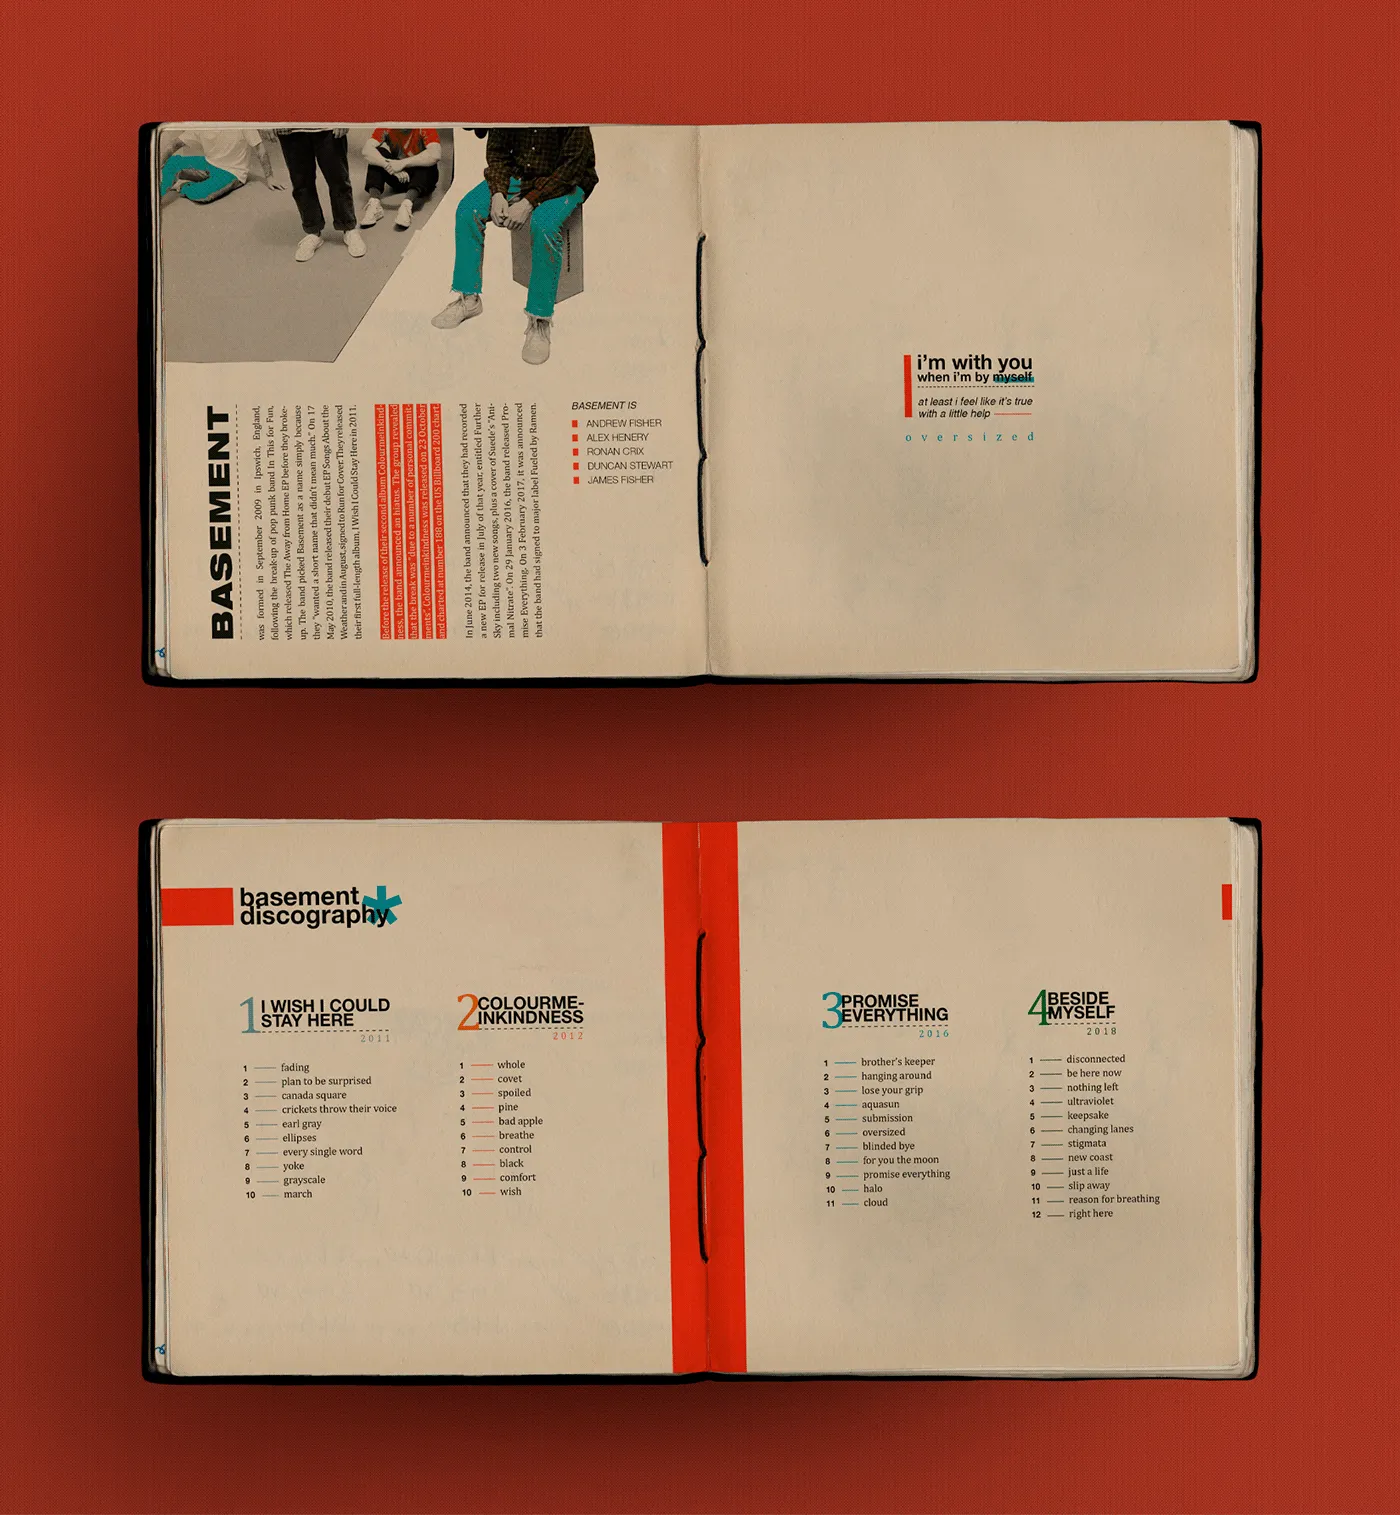 BASEMENT
was formed in September 2009 in Ipswich, England,
following the break-up of pop punk band In This for Fun,
which released The Away from Home EP before they broke-
up. The band picked Basement as a name simply because
they "wanted a short name that didn't mean much." On 17
May 2010, the band released their debut EP Songs About the
Weather and in August, signed to Run for Cover. They released
their first full-length album, I Wish I Could Stay Here in 2011.
Before the release of their second album Colourmeinkind-
ness, the band announced an hiatus. The group revealed
that the break was "due to a number of personal commit-
ments". Colourmeinkindness was released on 23 October
and charted at number 188 on the US Billboard 200 chart.
In June 2014, the band announced that they had recorded
a new EP for release in July of that year, entitled Further
Sky including two new songs, plus a cover of Suede's "Ani-
mal Nitrate". On 29 January 2016, the band released Pro-
mise Everything. On 3 February 2017, it was announced
that the band had signed to major label Fueled by Ramen.
BASEMENT IS
ANDREW FISHER
ALEX HENERY
RONAN CRIX
DUNCAN STEWART
JAMES FISHER
i'm with you
when i'm by myself
at least i feel like it's true
with a little help
oversized
basement
discography*
1 I WISH I COULD
STAY HERE
2011
1 fading
2 plan to be surprised
3 canada square
4 crickets throw their voice
5 earl gray
6 ellipses
7 every single word
8 yoke
9 grayscale
10 march
2 COLOURME-
INKINDNESS
2012
1 whole
2 covet
3 spoiled
4 pine
5 bad apple
6 breathe
7 control
8 black
9 comfort
10 wish
3 PROMISE
EVERYTHING
2016
1 brother's keeper
2 hanging around
3 lose your grip
4 aquasun
5 submission
6 oversized
7 blinded bye
8 for you the moon
9 promise everything
10 halo
11 cloud
4 BESIDE
MYSELF
2018
1 disconnected
2 be here now
3 nothing left
4 ultraviolet
5 keepsake
6 changing lanes
7 stigmata
8 new coast
9 just a life
10 slip away
11 reason for breathing
12 right here